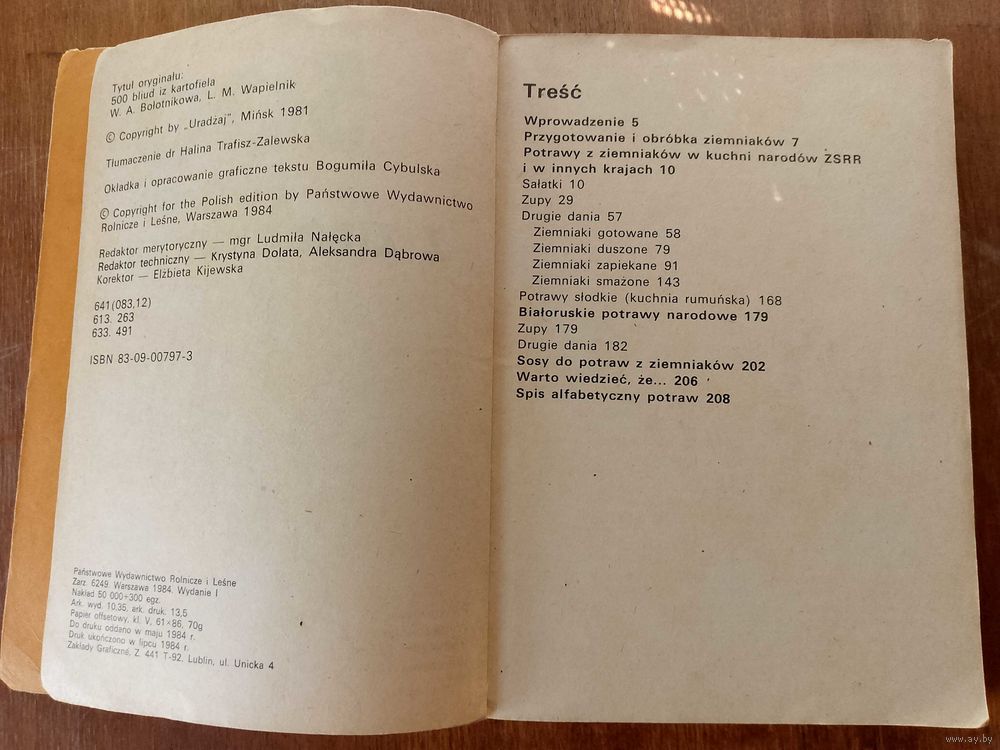 Tytuł oryginału:
500 bliud iz kartofiela
W. A. Bołotnikowa, L. M. Wapielnik
© Copyright by „Uradżaj", Mińsk 1981
Tłumaczenie dr Halina Trafisz-Zalewska
Okładka i opracowanie graficzne tekstu Bogumiła Cybulska
© Copyright for the Polish edition by Państwowe Wydawnictwo
Rolnicze i Leśne, Warszawa 1984
Redaktor merytoryczny — mgr Ludmiła Nałęcka
Redaktor techniczny — Krystyna Dolata, Aleksandra Dąbrowa
Korektor — Elżbieta Kijewska
641(083,12)
613. 263
633. 491
ISBN 83-09-00797-3
Państwowe Wydawnictwo Rolnicze i Leśne
Zarz. 6249. Warszawa 1984. Wydanie I
Nakład 50 000+300 egz.
Ark. wyd. 10,35, ark. druk. 13,5
Papier offsetowy, kl. V, 61×86, 70g
Do druku oddano w maju 1984 r.
Druk ukończono w lipcu 1984 r.
Zakłady Graficzne, Z. 441 T-92. Lublin, ul. Unicka 4
Treść
Wprowadzenie 5
Przygotowanie i obróbka ziemniaków 7
Potrawy z ziemniaków w kuchni narodów ZSRR
i w innych krajach 10
Sałatki 10
Zupy 29
Drugie dania 57
Ziemniaki gotowane 58
Ziemniaki duszone 79
Ziemniaki zapiekane 91
Ziemniaki smażone 143
Potrawy słodkie (kuchnia rumuńska) 168
Białoruskie potrawy narodowe 179
Zupy 179
Drugie dania 182
Sosy do potraw z ziemniaków 202
Warto wiedzieć, że... 206
Spis alfabetyczny potraw 208
www.ay.by